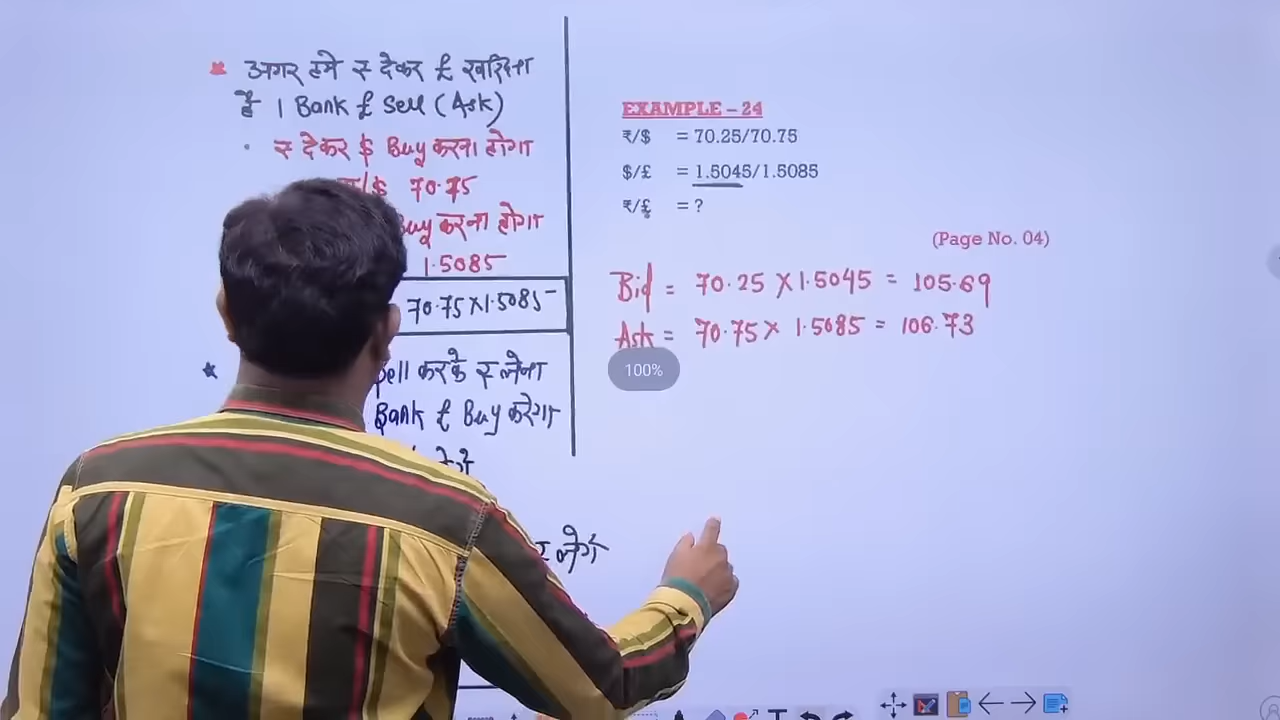 * अगर हमे ₹ देकर £ खरिदना
है । Bank £ Sell (Ask)
• ₹ देकर $ Buy करना होगा
₹/$ 70.75
Buy करना होगा
1.5085
70.75 X 1.5085
* Sell करके ₹ लेना
Bank £ Buy करेगा
₹ लेगे
EXAMPLE – 24
₹/$ = 70.25/70.75
$/£ = 1.5045/1.5085
₹/£ = ?
(Page No. 04)
Bid = 70.25 X 1.5045 = 105.69
Ask = 70.75 X 1.5085 = 106.73
100%